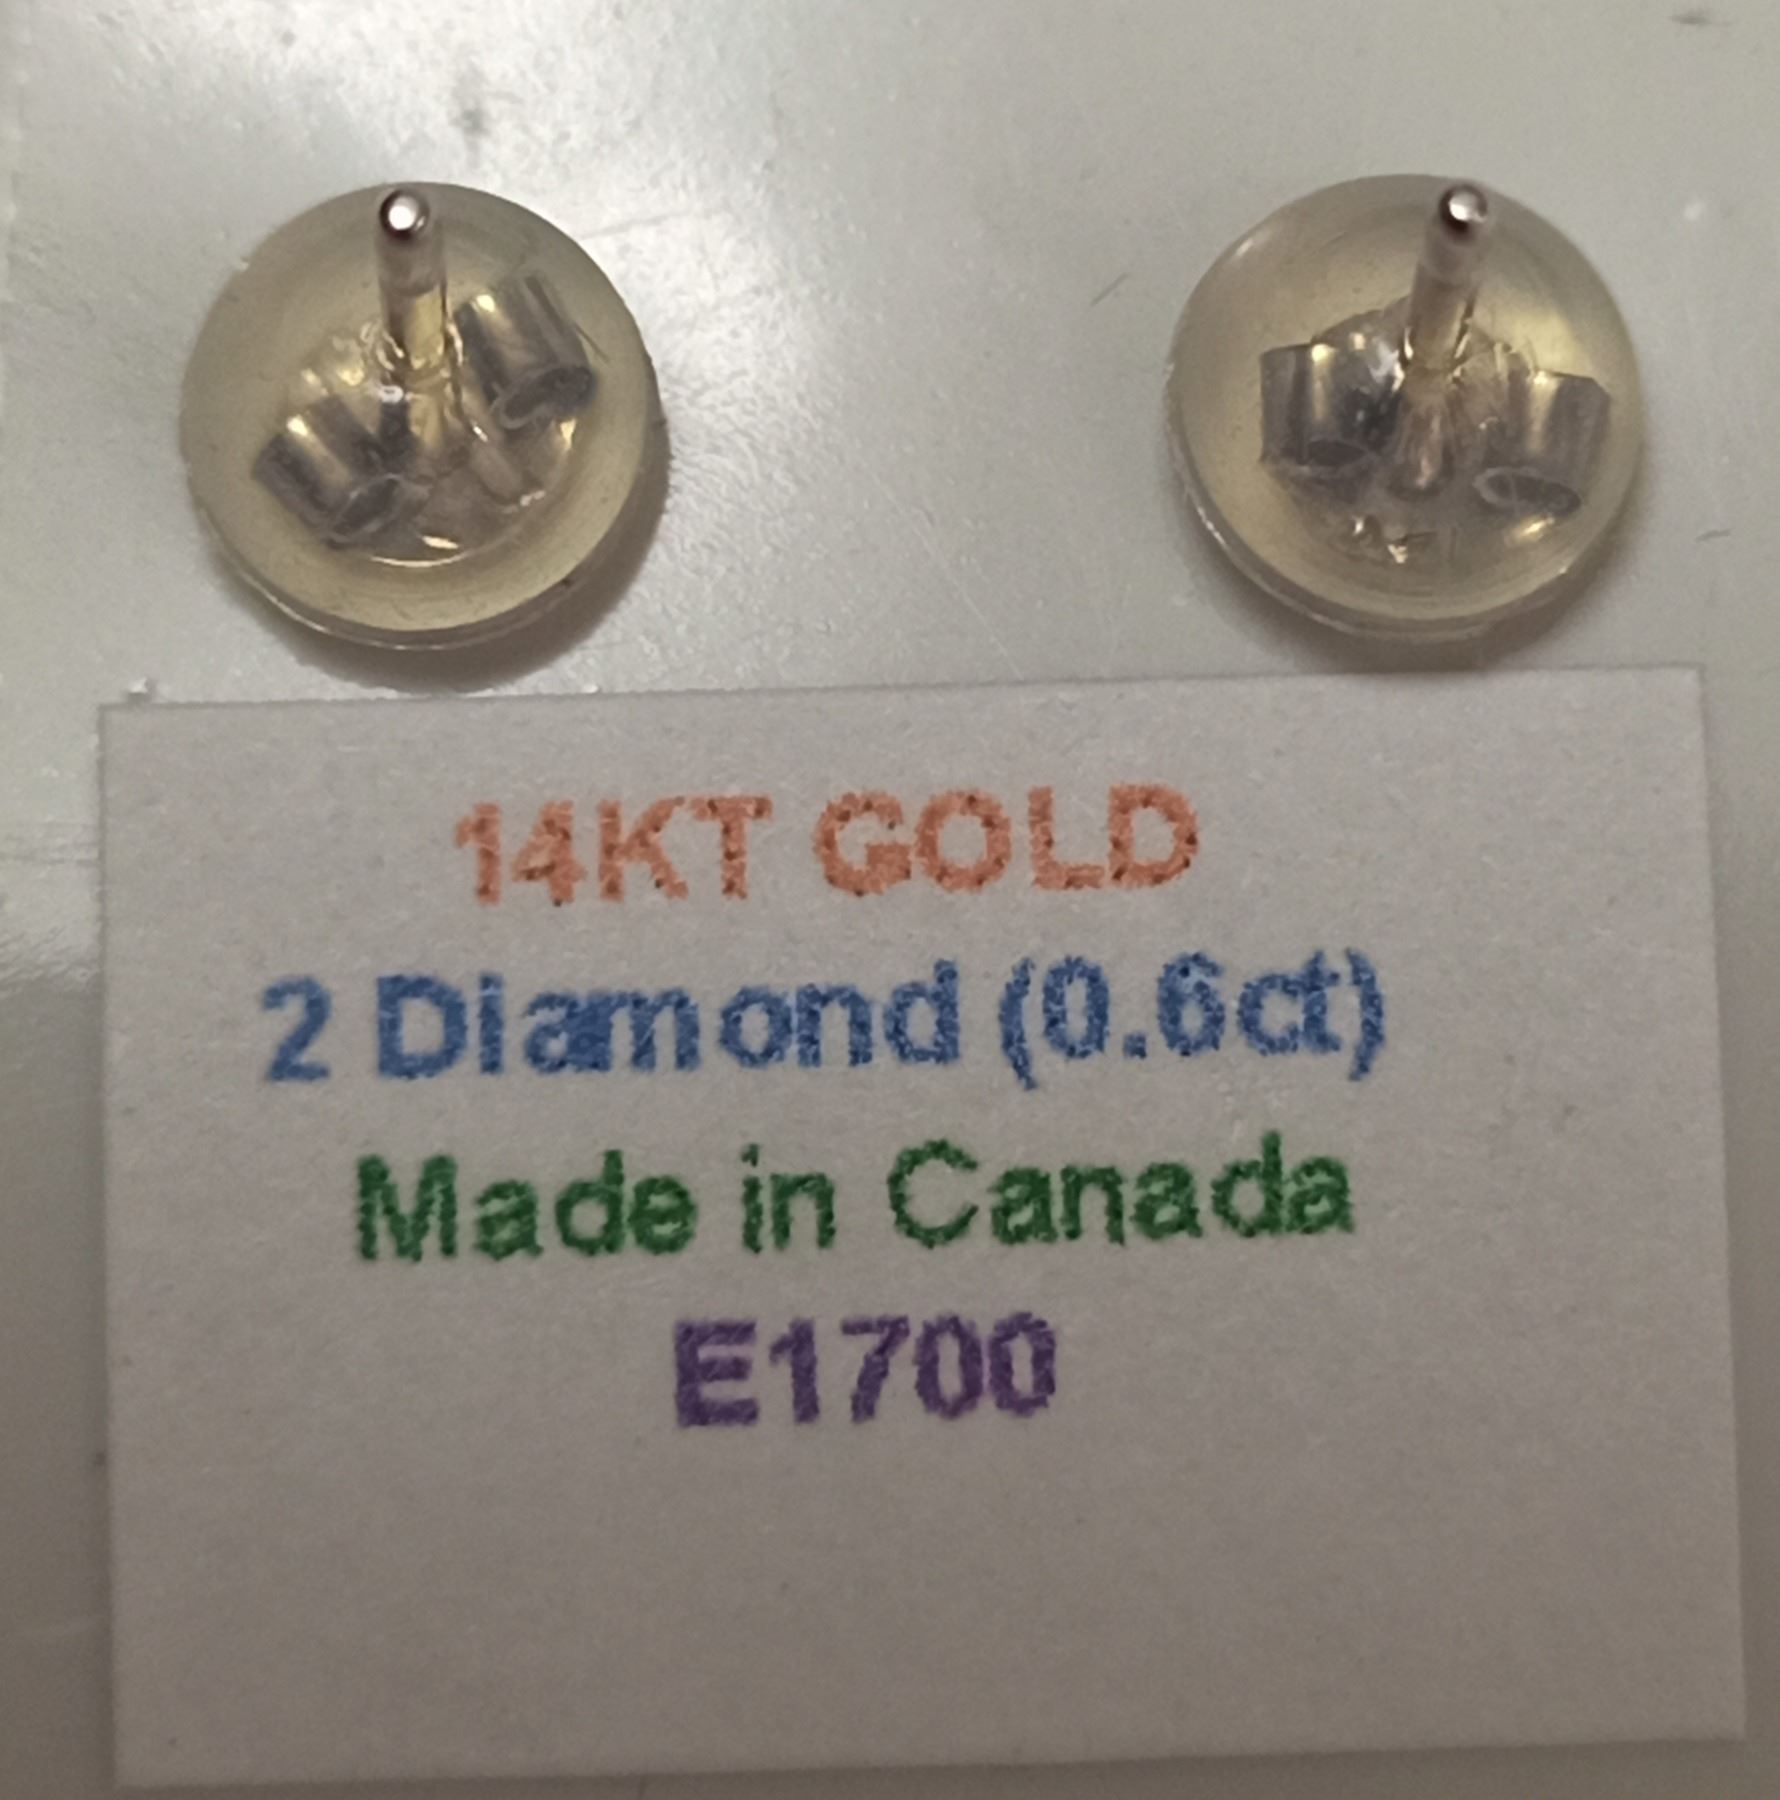 14KT GOLD
2 Diamond (0.6ct)
Made in Canada
E1700